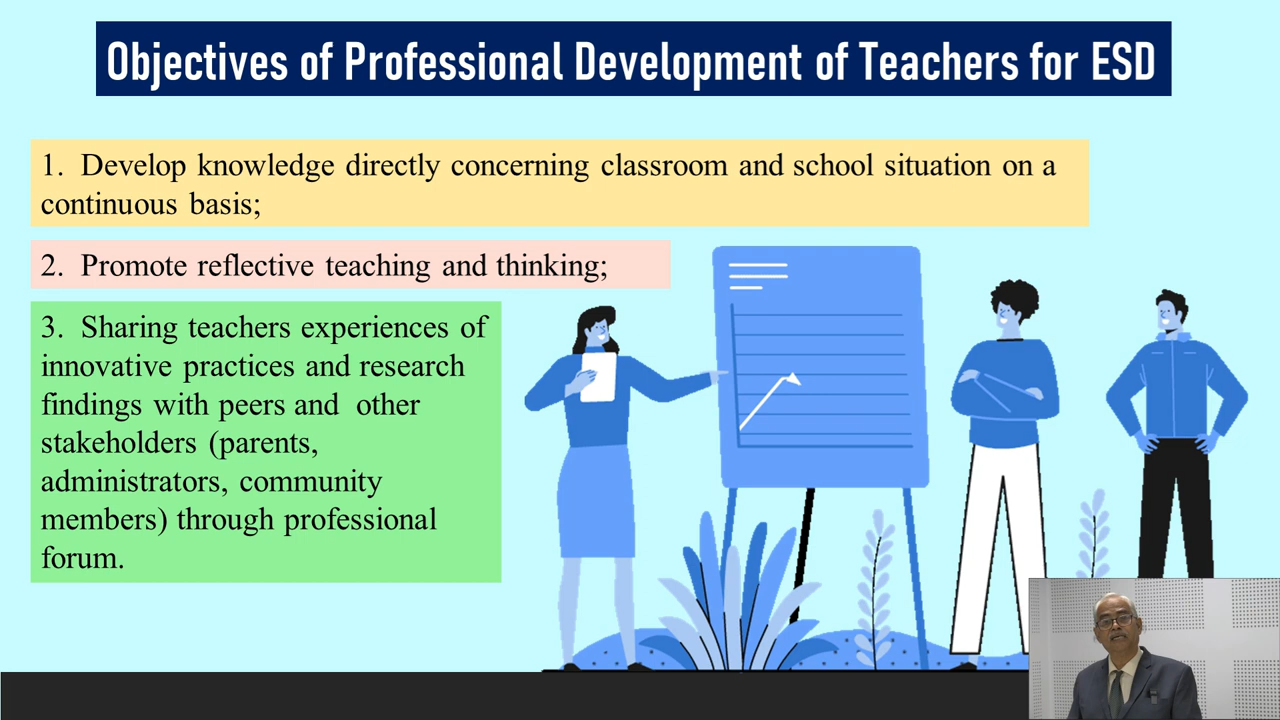 Objectives of Professional Development of Teachers for ESD
1. Develop knowledge directly concerning classroom and school situation on a
continuous basis;
2. Promote reflective teaching and thinking;
3. Sharing teachers experiences of
innovative practices and research
findings with peers and other
stakeholders (parents,
administrators, community
members) through professional
forum.